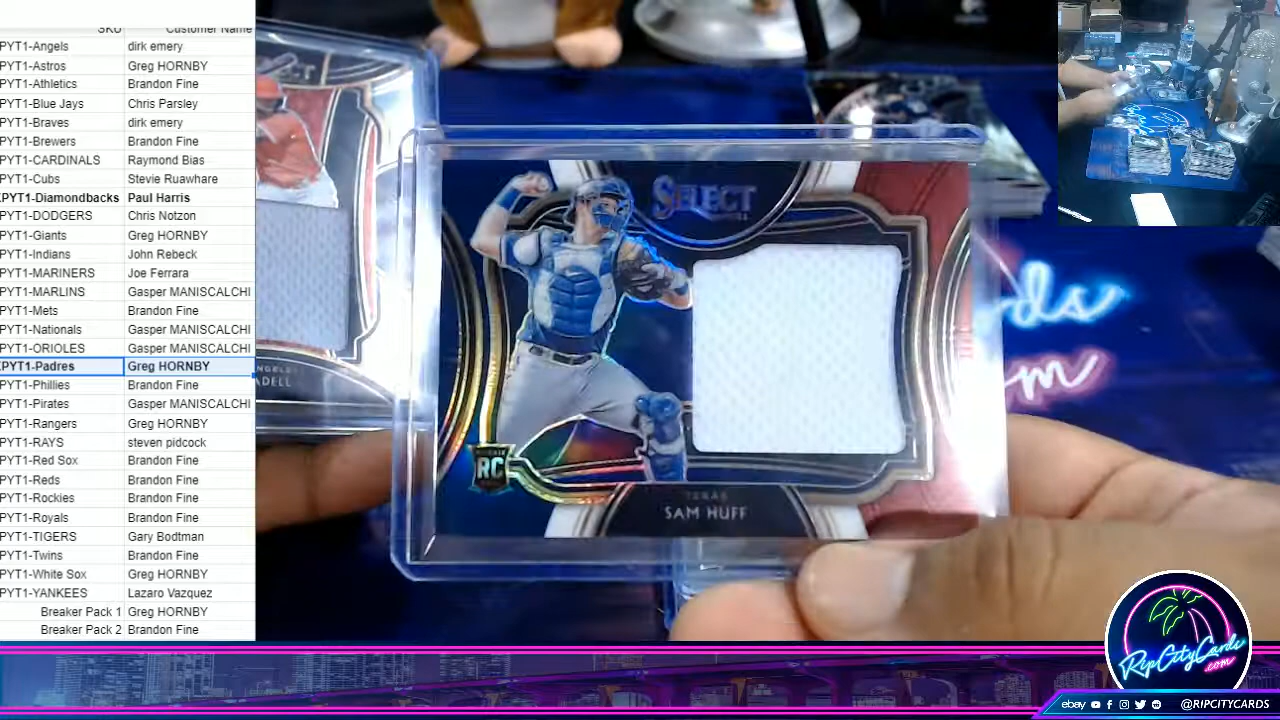 SKU Customer Name
PYT1-Angels dirk emery
PYT1-Astros Greg HORNBY
PYT1-Athletics Brandon Fine
PYT1-Blue Jays Chris Parsley
PYT1-Braves dirk emery
PYT1-Brewers Brandon Fine
PYT1-CARDINALS Raymond Bias
PYT1-Cubs Stevie Ruawhare
PYT1-Diamondbacks Paul Harris
PYT1-DODGERS Chris Notzon
PYT1-Giants Greg HORNBY
PYT1-Indians John Rebeck
PYT1-MARINERS Joe Ferrara
PYT1-MARLINS Gasper MANISCALCHI
PYT1-Mets Brandon Fine
PYT1-Nationals Gasper MANISCALCHI
PYT1-ORIOLES Gasper MANISCALCHI
PYT1-Padres Greg HORNBY
PYT1-Phillies Brandon Fine
PYT1-Pirates Gasper MANISCALCHI
PYT1-Rangers Greg HORNBY
PYT1-RAYS steven pidcock
PYT1-Red Sox Brandon Fine
PYT1-Reds Brandon Fine
PYT1-Rockies Brandon Fine
PYT1-Royals Brandon Fine
PYT1-TIGERS Gary Bodtman
PYT1-Twins Brandon Fine
PYT1-White Sox Greg HORNBY
PYT1-YANKEES Lazaro Vazquez
Breaker Pack 1 Greg HORNBY
Breaker Pack 2 Brandon Fine
SELECT
RC
TEXAS
SAM HUFF
RipCityCards
.com
ebay @RIPCITYCARDS